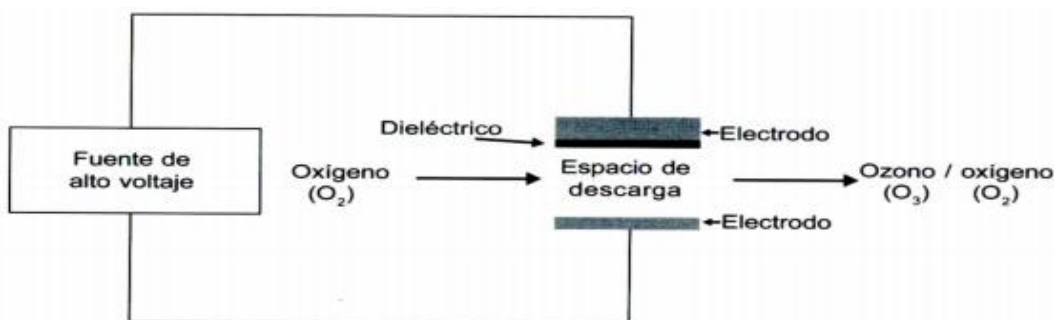 Dieléctrico
Electrodo
Fuente de
alto voltaje
Oxígeno
(O₂)
Espacio de
descarga
Ozono / oxígeno
(O₃) (O₂)
Electrodo